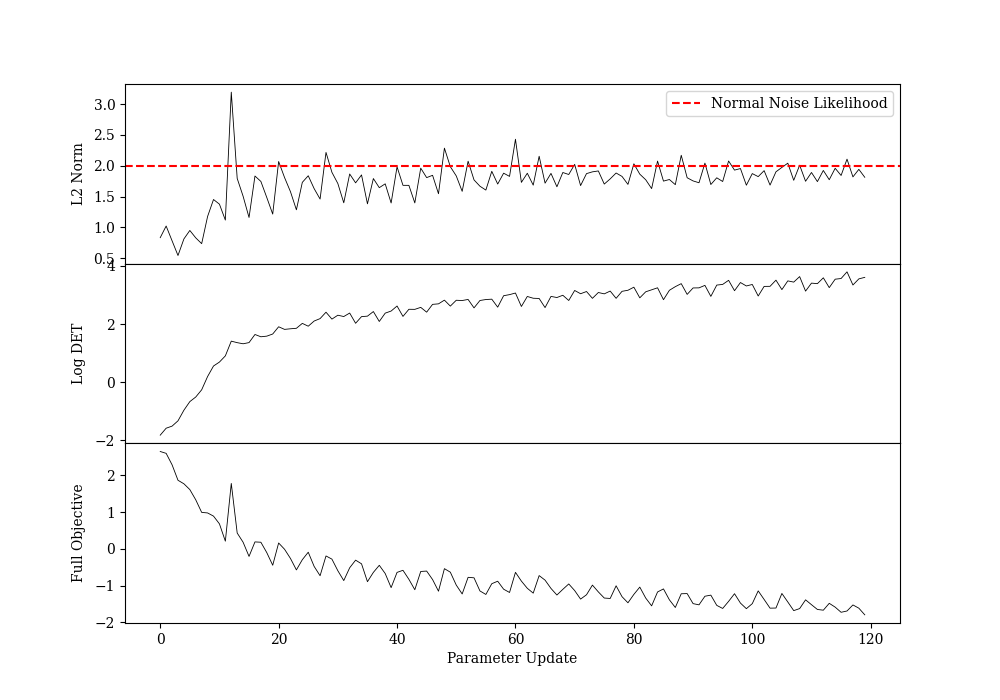 Normal Noise Likelihood
L2 Norm
3.0
2.5
2.0
1.5
1.0
0.5
Log DET
4
2
0
−2
Full Objective
2
1
0
−1
−2
0 20 40 60 80 100 120
Parameter Update